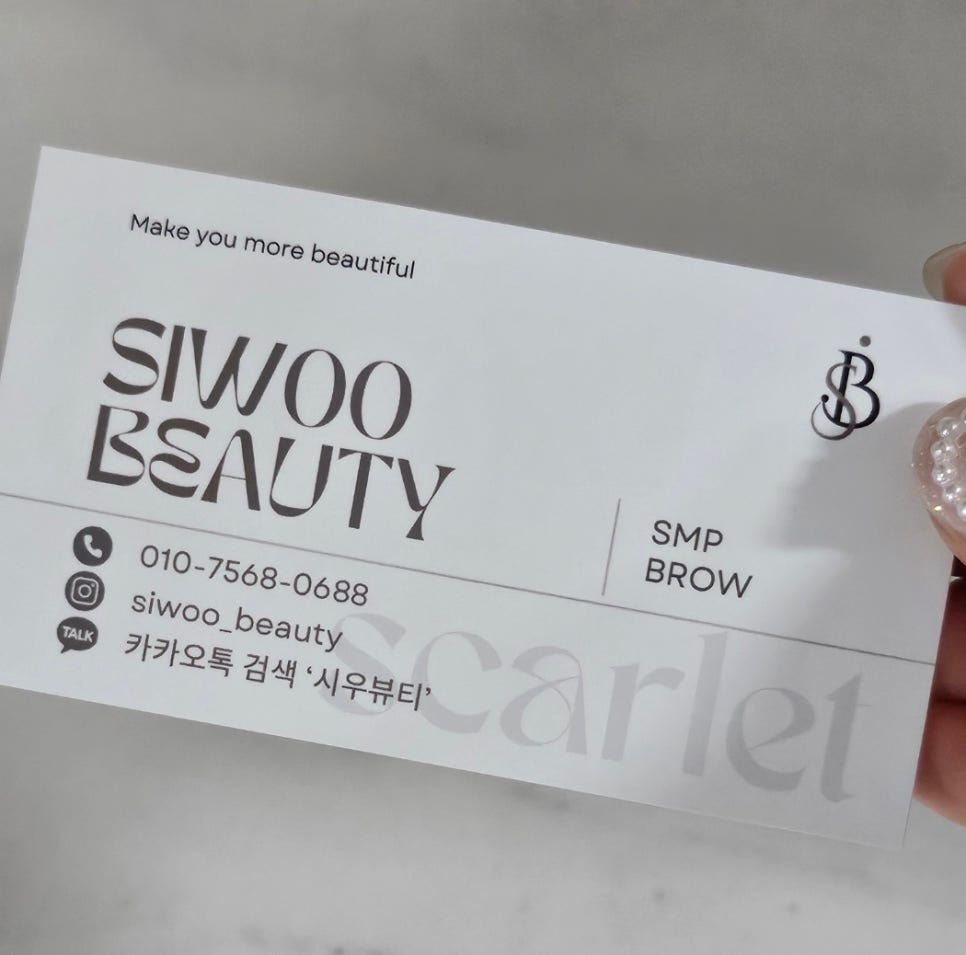 Make you more beautiful
SIWOO
BEAUTY
SB
SMP
BROW
010-7568-0688
siwoo_beauty
TALK
카카오톡 검색 ‘시우뷰티’
scarlet